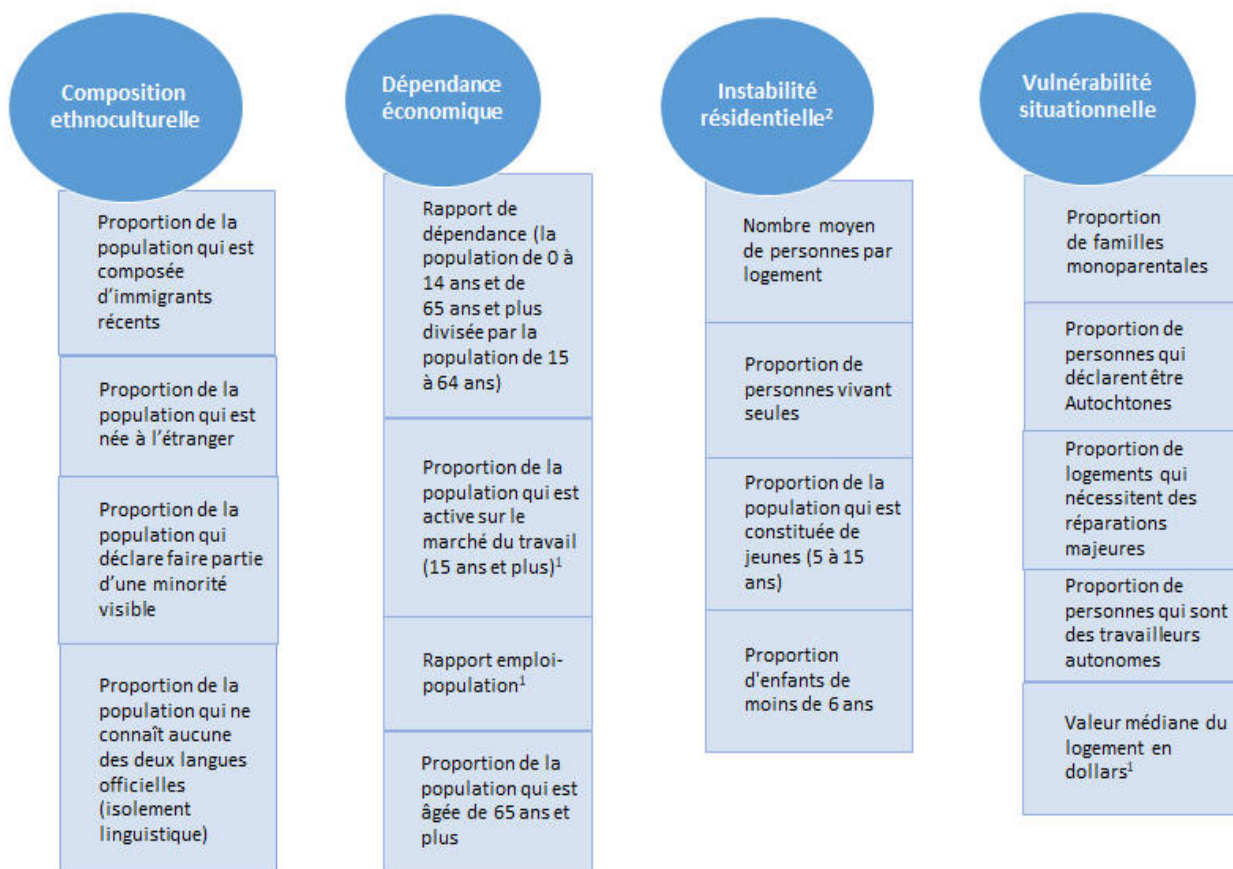 Composition
ethnoculturelle
Proportion de la
population qui est
composée
d’immigrants
récents
Proportion de la
population qui est
née à l’étranger
Proportion de la
population qui
déclare faire partie
d’une minorité
visible
Proportion de la
population qui ne
connaît aucune
des deux langues
officielles
(isolement
linguistique)
Dépendance
économique
Rapport de
dépendance (la
population de 0 à
14 ans et de
65 ans et plus
divisée par la
population de 15
à 64 ans)
Proportion de la
population qui est
active sur le
marché du travail
(15 ans et plus)¹
Rapport emploi-
population¹
Proportion de la
population qui est
âgée de 65 ans et
plus
Instabilité
résidentielle²
Nombre moyen
de personnes par
logement
Proportion de
personnes vivant
seules
Proportion de la
population qui est
constituée de
jeunes (5 à 15
ans)
Proportion
d'enfants de
moins de 6 ans
Vulnérabilité
situationnelle
Proportion
de familles
monoparentales
Proportion de
personnes qui
déclarent être
Autochtones
Proportion de
logements qui
nécessitent des
réparations
majeures
Proportion de
personnes qui sont
des travailleurs
autonomes
Valeur médiane du
logement en
dollars¹